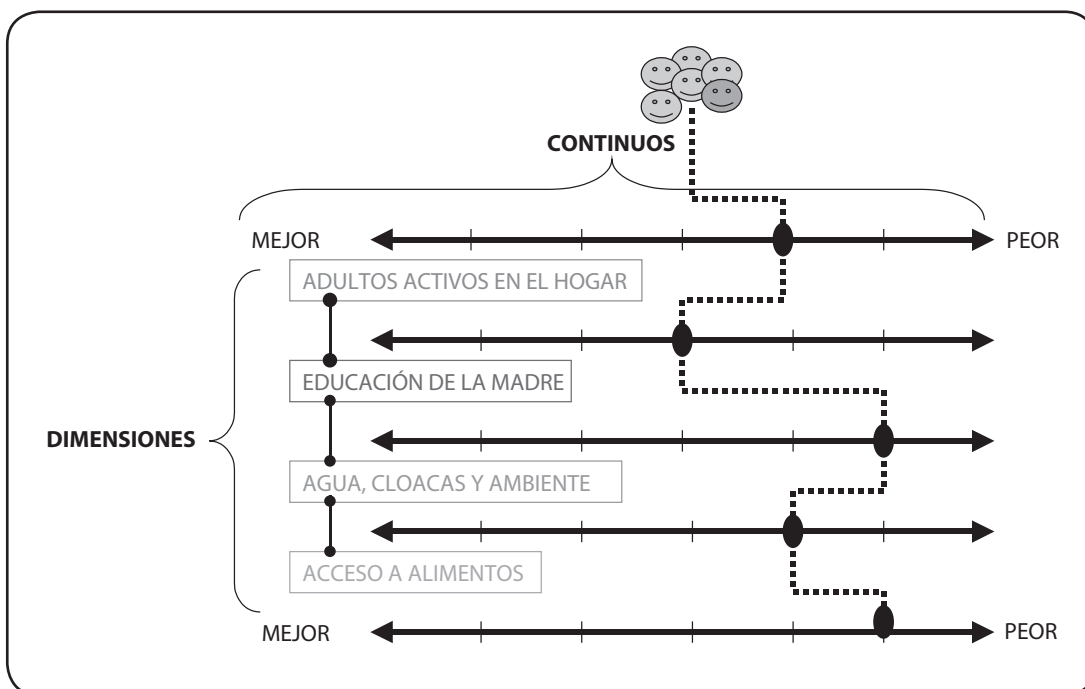 CONTINUOS
MEJOR
PEOR
ADULTOS ACTIVOS EN EL HOGAR
EDUCACIÓN DE LA MADRE
DIMENSIONES
AGUA, CLOACAS Y AMBIENTE
ACCESO A ALIMENTOS
MEJOR
PEOR